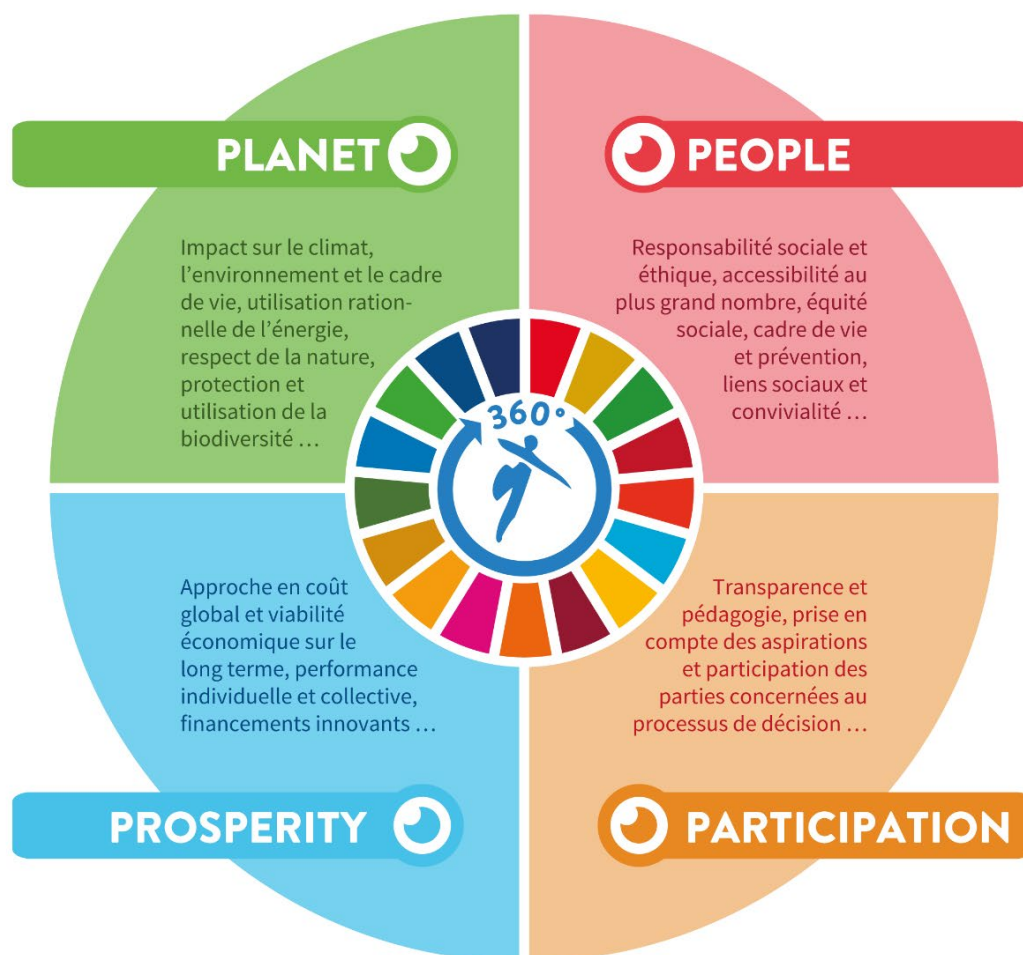 PLANET
Impact sur le climat,
l’environnement et le cadre
de vie, utilisation ration-
nelle de l’énergie,
respect de la nature,
protection et
utilisation de la
biodiversité …
PEOPLE
Responsabilité sociale et
éthique, accessibilité au
plus grand nombre, équité
sociale, cadre de vie
et prévention,
liens sociaux et
convivialité …
360°
Approche en coût
global et viabilité
économique sur le
long terme, performance
individuelle et collective,
financements innovants …
PROSPERITY
Transparence et
pédagogie, prise en
compte des aspirations
et participation des
parties concernées au
processus de décision …
PARTICIPATION